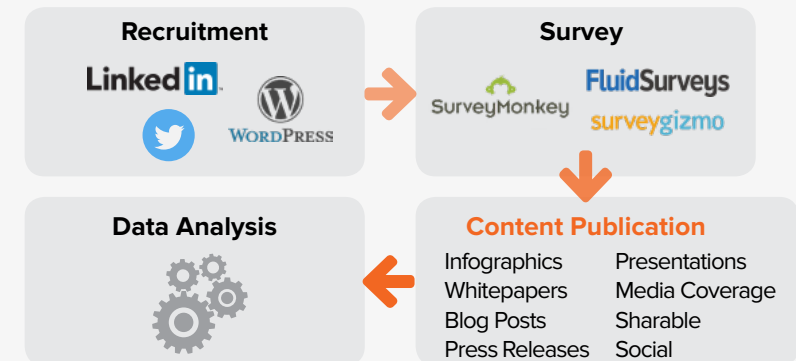 Recruitment
LinkedIn
WORDPRESS
Survey
SurveyMonkey
FluidSurveys
surveygizmo
Data Analysis
Content Publication
Infographics
Whitepapers
Blog Posts
Press Releases
Presentations
Media Coverage
Sharable
Social